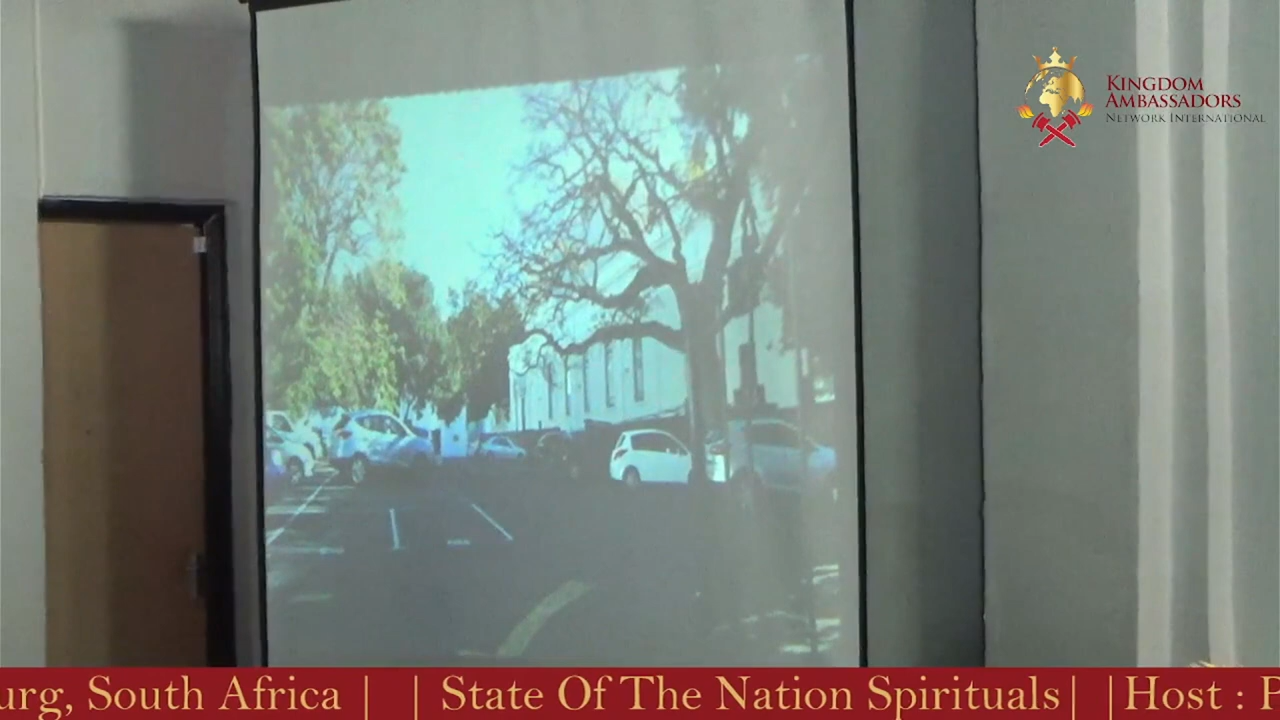 KINGDOM
AMBASSADORS
NETWORK INTERNATIONAL
urg, South Africa | | State Of The Nation Spirituals| |Host : P